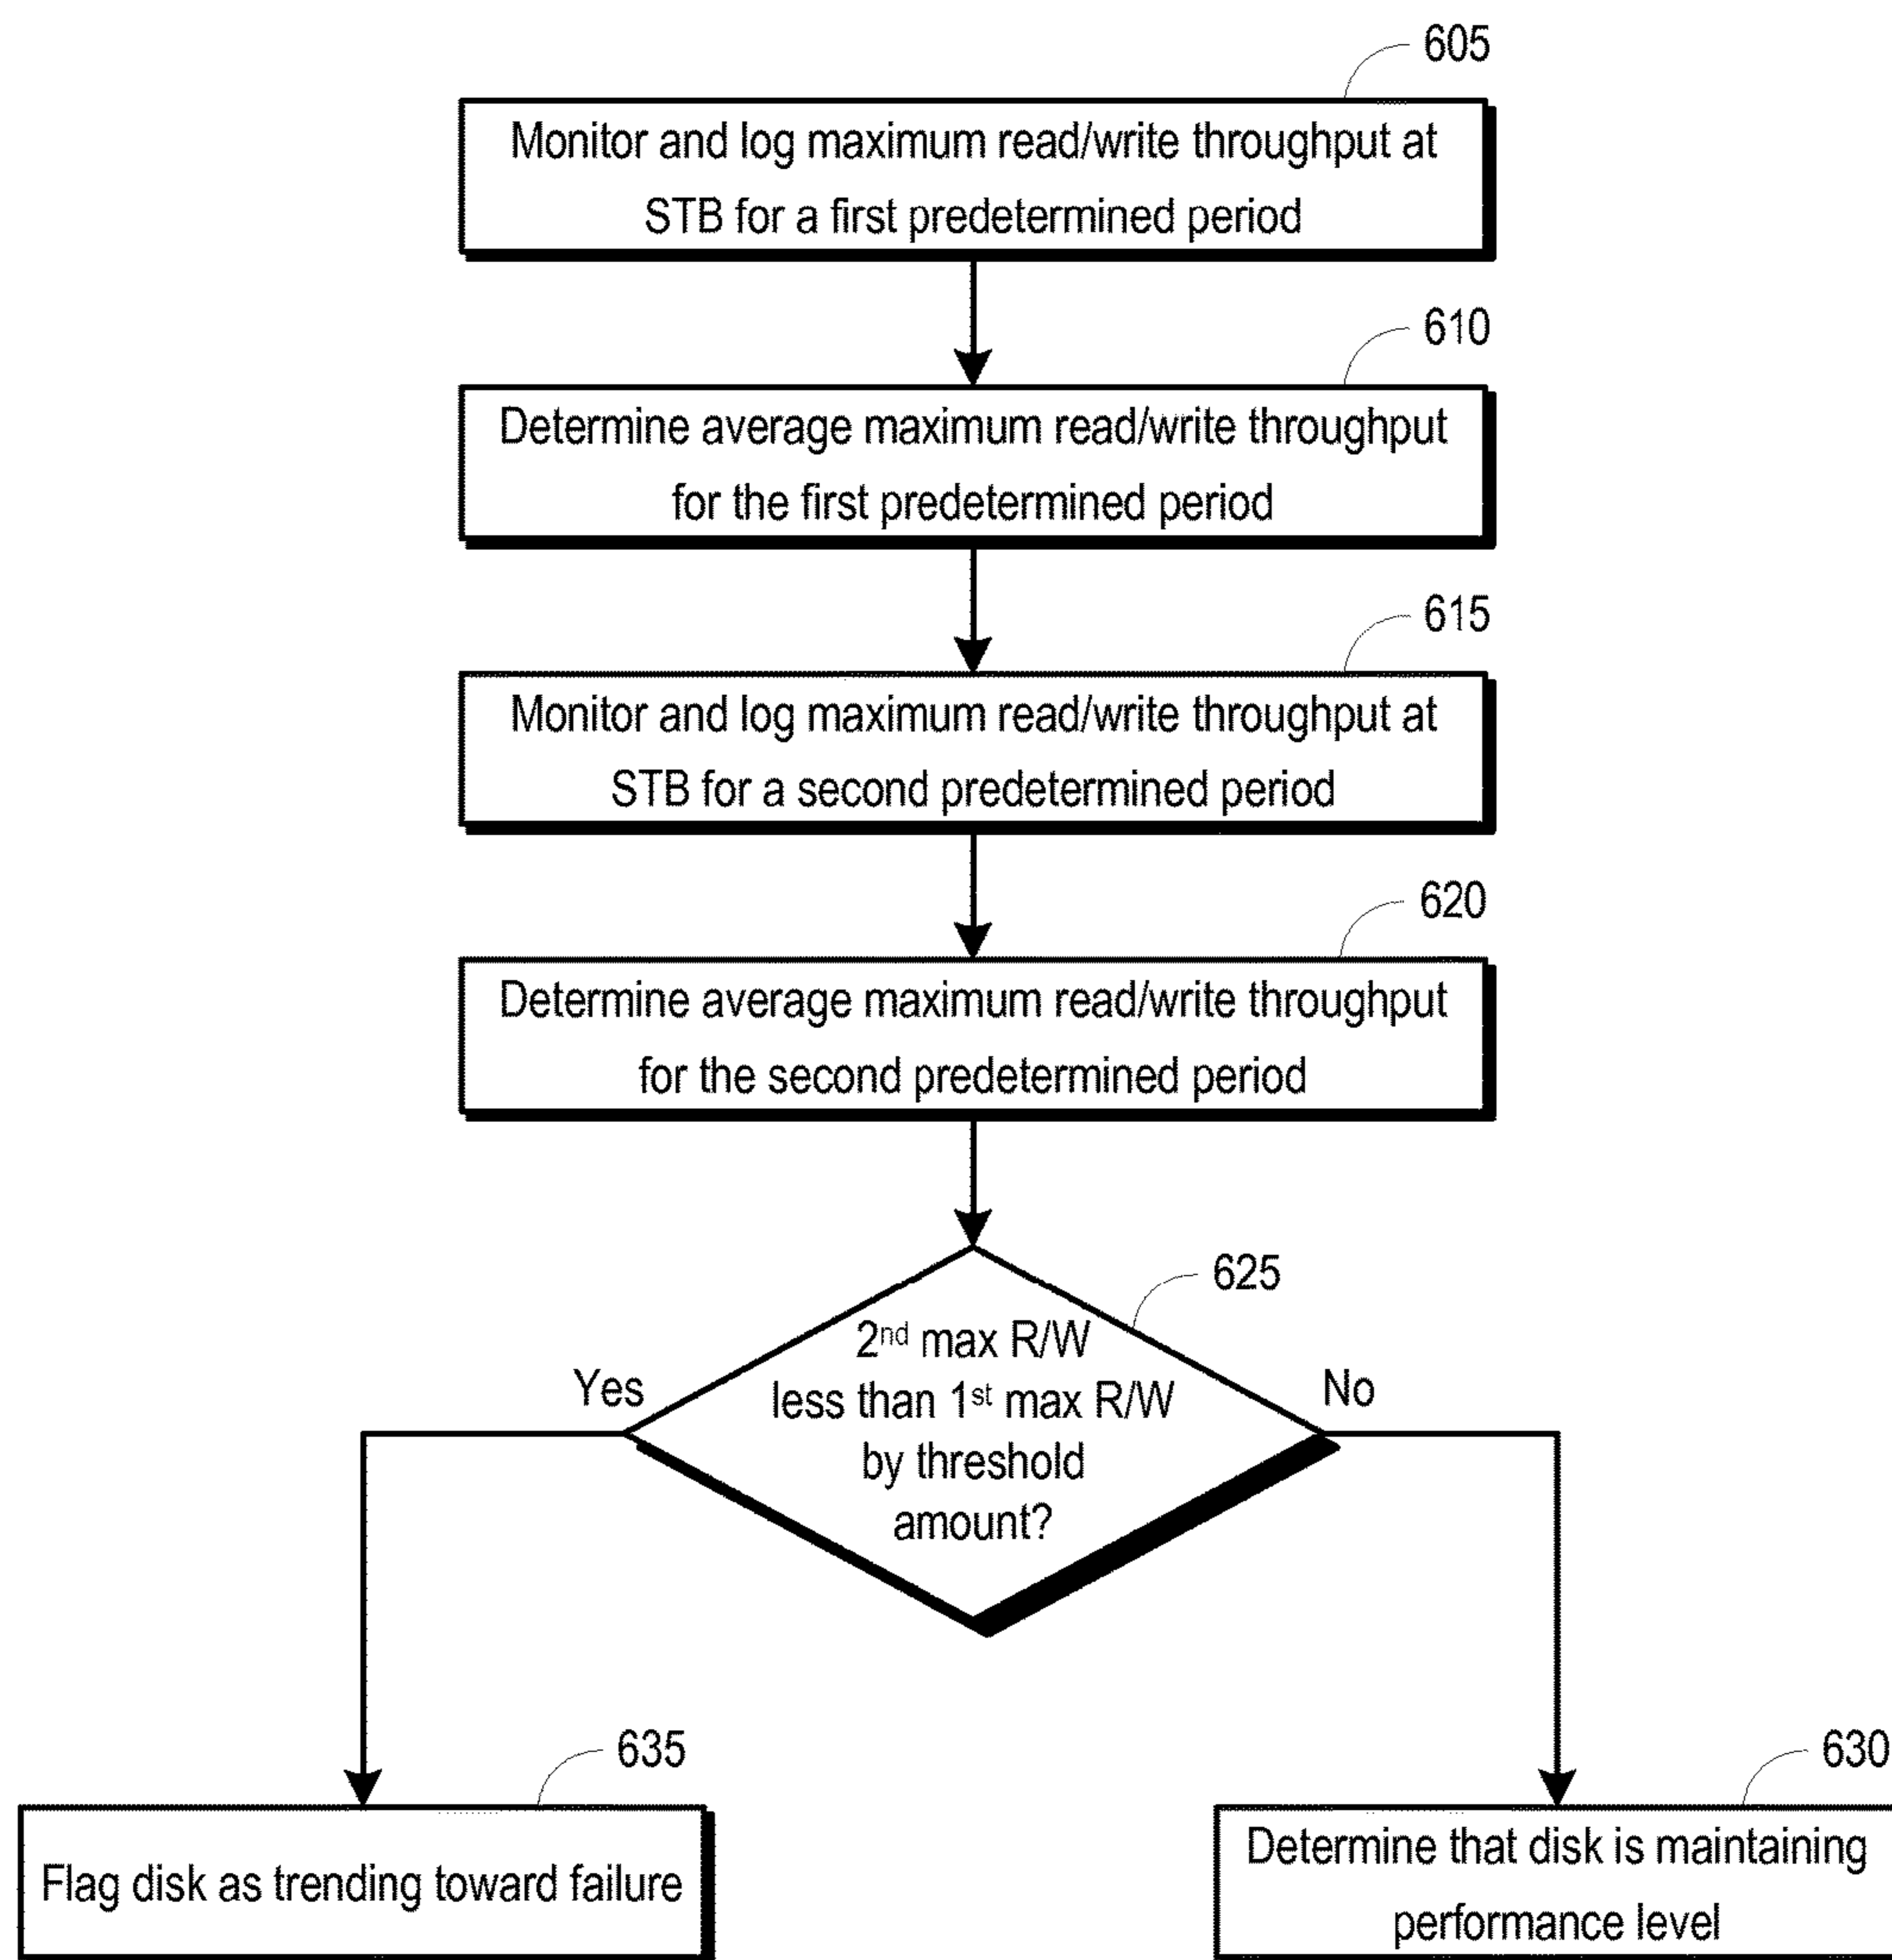 605
Monitor and log maximum read/write throughput at
STB for a first predetermined period
610
Determine average maximum read/write throughput
for the first predetermined period
615
Monitor and log maximum read/write throughput at
STB for a second predetermined period
620
Determine average maximum read/write throughput
for the second predetermined period
625
2nd max R/W
less than 1st max R/W
by threshold
amount?
Yes
No
635
Flag disk as trending toward failure
630
Determine that disk is maintaining
performance level